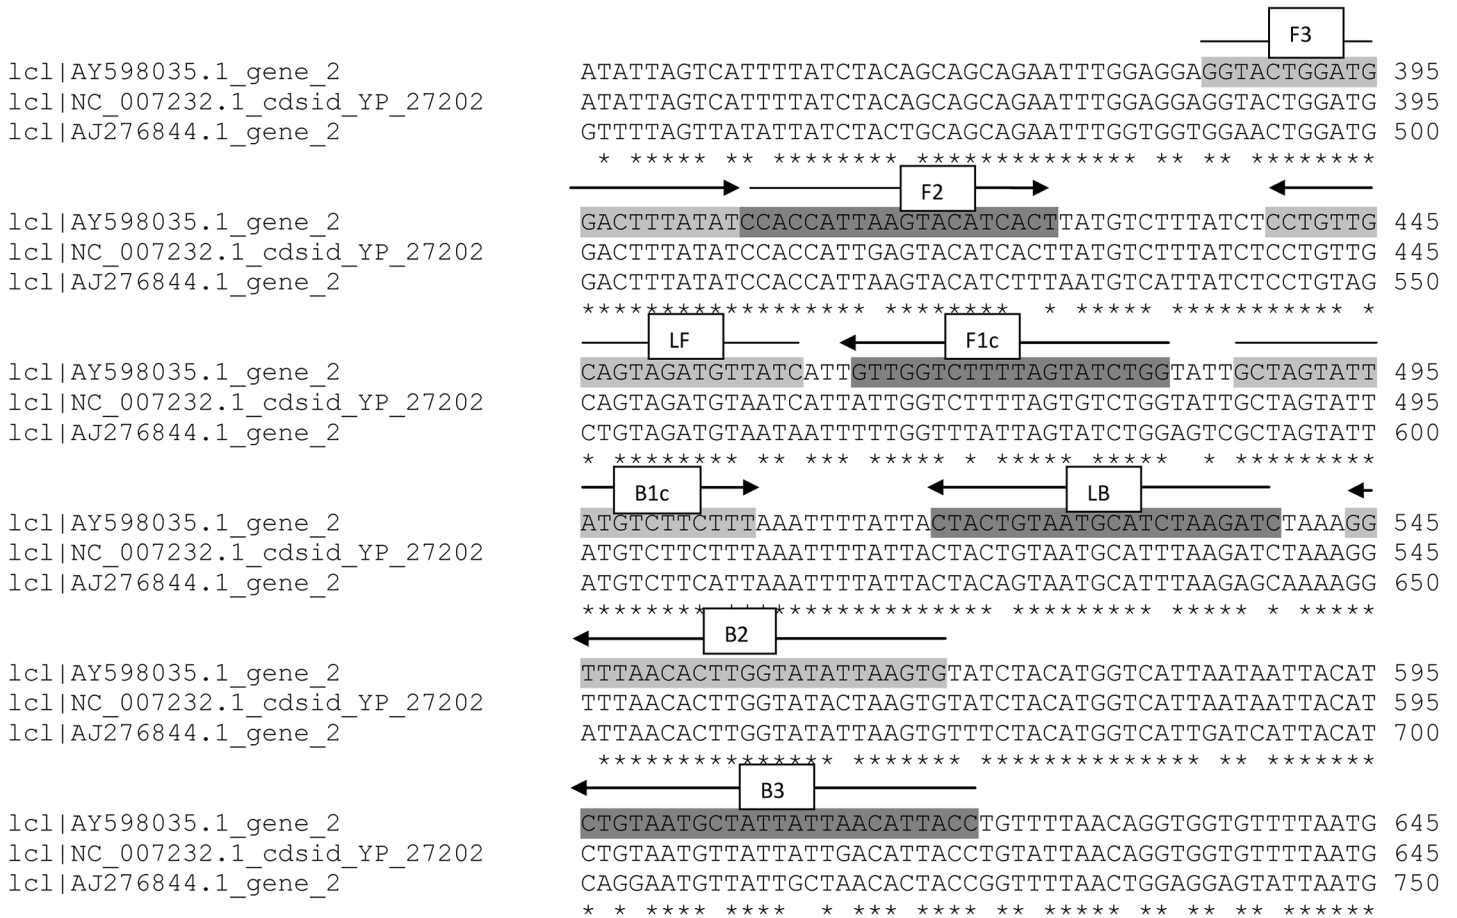 F3
lcl|AY598035.1_gene_2 ATATTAGTCATTTTTATCTACAGCAGCAGAATTTGGAGGAGGTACTGGATG 395
lcl|NC_007232.1_cdsid_YP_27202 ATATTAGTCATTTTTATCTACAGCAGCAGAATTTGGAGGAGGTACTGGATG 395
lcl|AJ276844.1_gene_2 GTTTTAGTTATATTATCTACTGCAGCAGAATTTGGTGGTGGAACTGGATG 500
* ***** ** ******** ************** ** ** ********
F2
lcl|AY598035.1_gene_2 GACTTTATATCCACCATTAAGTACATCACTTATGTCTTTATCTCCTGTTG 445
lcl|NC_007232.1_cdsid_YP_27202 GACTTTATATCCACCATTGAGTACATCACTTATGTCTTTATCTCCTGTTG 445
lcl|AJ276844.1_gene_2 GACTTTATATCCACCATTAAGTACATCTTTAATGTCATTATCTCCTGTAG 550
****************** ******** * ***** *********** *
LF F1c
lcl|AY598035.1_gene_2 CAGTAGATGTTATCATTGTTGGTCTTTTAGTATCTGGTATTGCTAGTATT 495
lcl|NC_007232.1_cdsid_YP_27202 CAGTAGATGTAATCATTATTGGTCTTTTAGTGTCTGGTATTGCTAGTATT 495
lcl|AJ276844.1_gene_2 CTGTAGATGTAATAATTTTTGGTTTATTAGTATCTGGAGTCGCTAGTATT 600
* ******** ** *** ***** * ***** ***** * *********
B1c LB
lcl|AY598035.1_gene_2 ATGTCTTCTTTAAATTTTATTACTACTGTAATGCATCTAAGATCTAAAGG 545
lcl|NC_007232.1_cdsid_YP_27202 ATGTCTTCTTTAAATTTTATTACTACTGTAATGCATTTAAGATCTAAAGG 545
lcl|AJ276844.1_gene_2 ATGTCTTCATTAAATTTTATTACTACAGTAATGCATTTAAGAGCAAAAGG 650
******** ***************** ********* ***** * *****
B2
lcl|AY598035.1_gene_2 TTTAACACTTGGTATATTAAGTGTATCTACATGGTCATTAATAATTACAT 595
lcl|NC_007232.1_cdsid_YP_27202 TTTAACACTTGGTATACTAAGTGTATCTACATGGTCATTAATAATTACAT 595
lcl|AJ276844.1_gene_2 ATTAACACTTGGTATATTAAGTGTTTCTACATGGTCATTGATCATTACAT 700
*************** ******* ************** ** *******
B3
lcl|AY598035.1_gene_2 CTGTAATGCTATTATTAACATTACCTGTTTTAACAGGTGGTGTTTTAATG 645
lcl|NC_007232.1_cdsid_YP_27202 CTGTAATGTTATTATTGACATTACCTGTATTAACAGGTGGTGTTTTAATG 645
lcl|AJ276844.1_gene_2 CAGGAATGTTATTGCTAACACTACCGGTTTTAACTGGAGGAGTATTAATG 750
* * **** **** * *** **** ** ***** ** ** ** ******